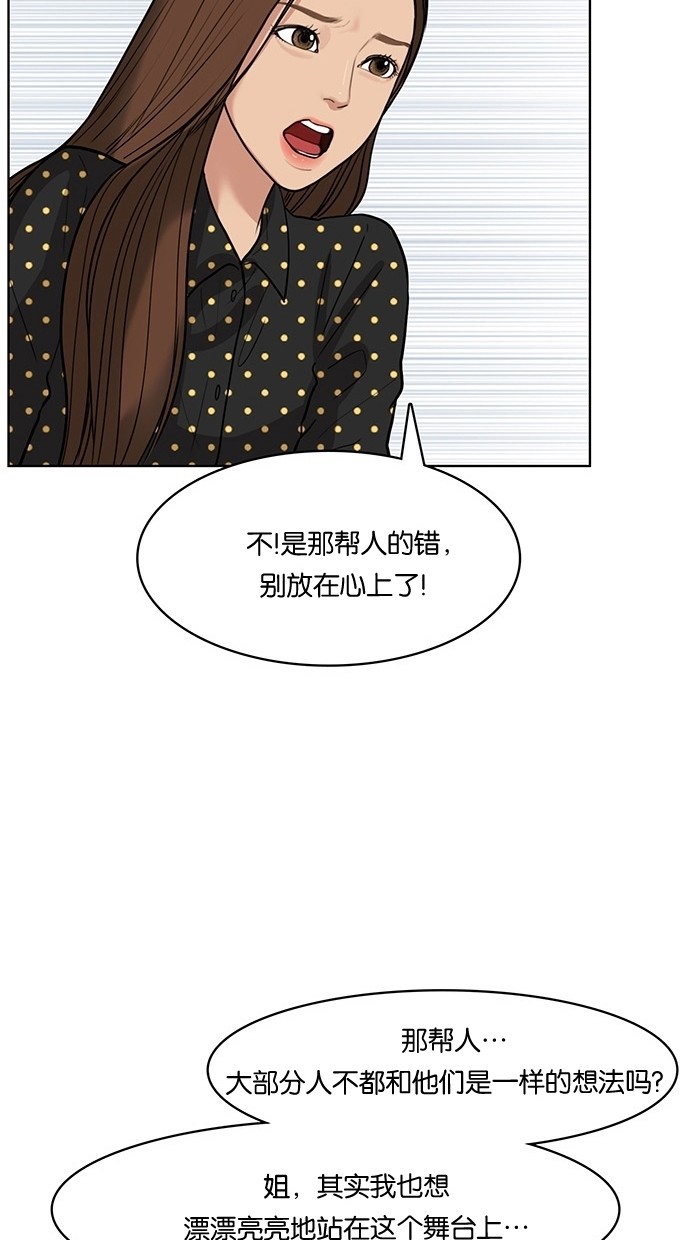 不!是那帮人的错,
别放在心上了!
那帮人…
大部分人不都和他们是一样的想法吗?
姐，其实我也想
漂漂亮亮地站在这个舞台上…